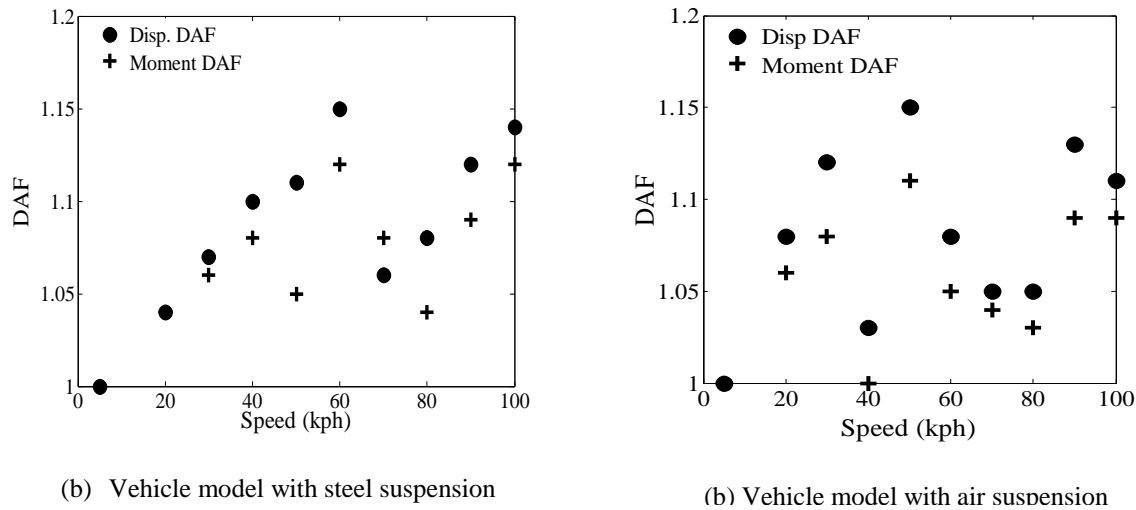 1.2
Disp. DAF
Moment DAF
1.15
1.1
DAF
1.05
1
0 20 40 60 80 100
Speed (kph)
(b) Vehicle model with steel suspension
1.2
Disp DAF
Moment DAF
1.15
1.1
DAF
1.05
1
0 20 40 60 80 100
Speed (kph)
(b) Vehicle model with air suspension